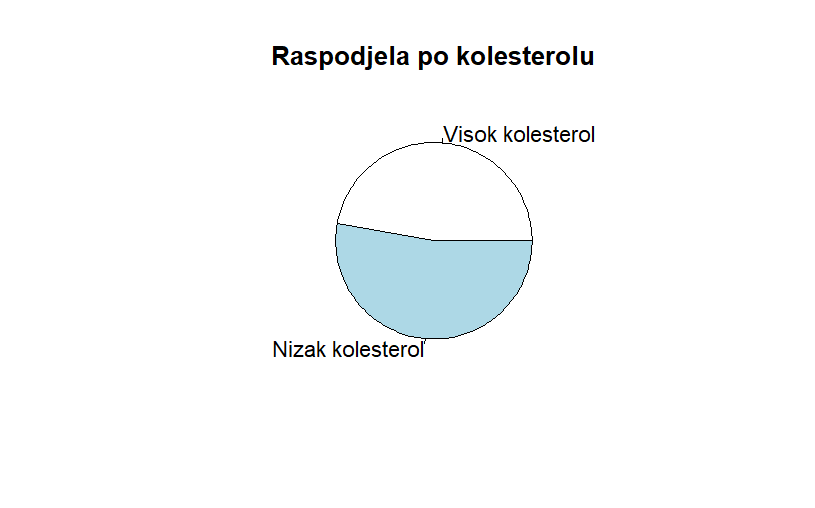 Raspodjela po kolesterolu
Visok kolesterol
Nizak kolesterol